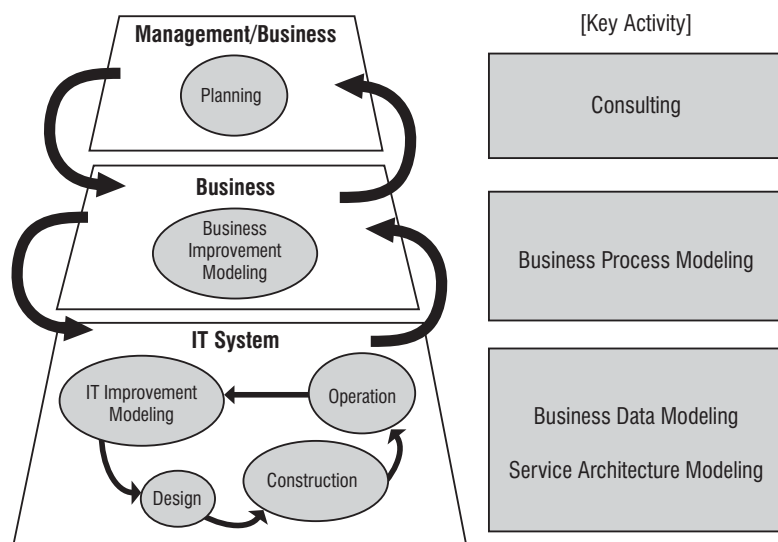 Management/Business
Planning
Business
Business
Improvement
Modeling
IT System
IT Improvement
Modeling
Operation
Design
Construction
[Key Activity]
Consulting
Business Process Modeling
Business Data Modeling
Service Architecture Modeling